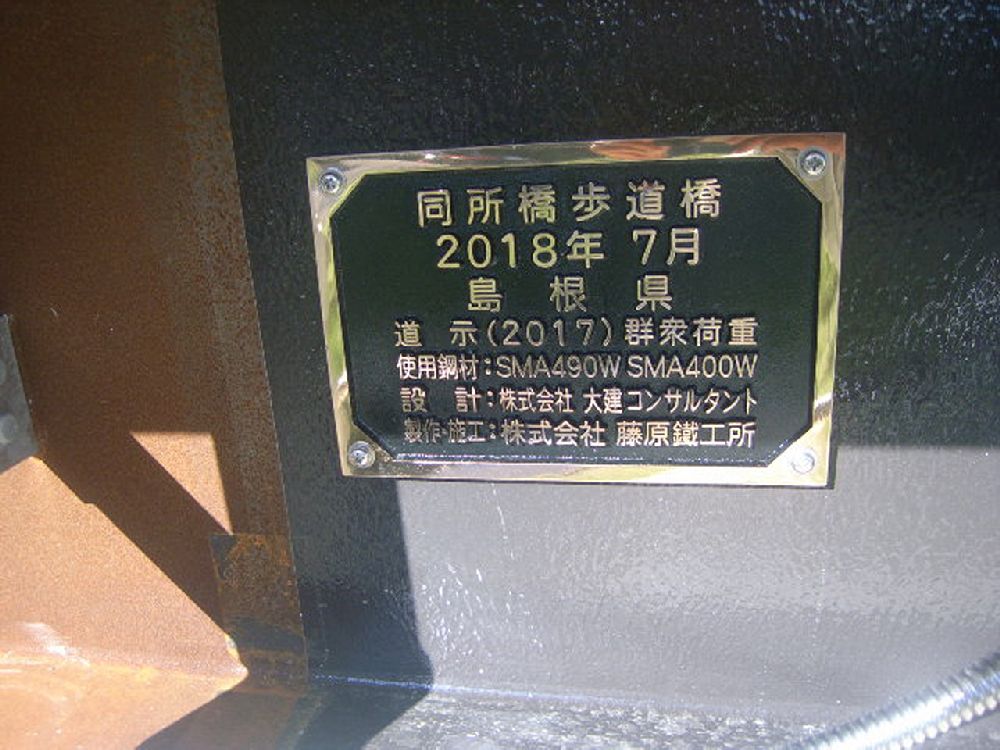 同所橋歩道橋
2018年 7月
島根県
道示(2017)群衆荷重
使用鋼材:SMA490W SMA400W
設計:株式会社 大建コンサルタント
製作・施工:株式会社 藤原鐵工所